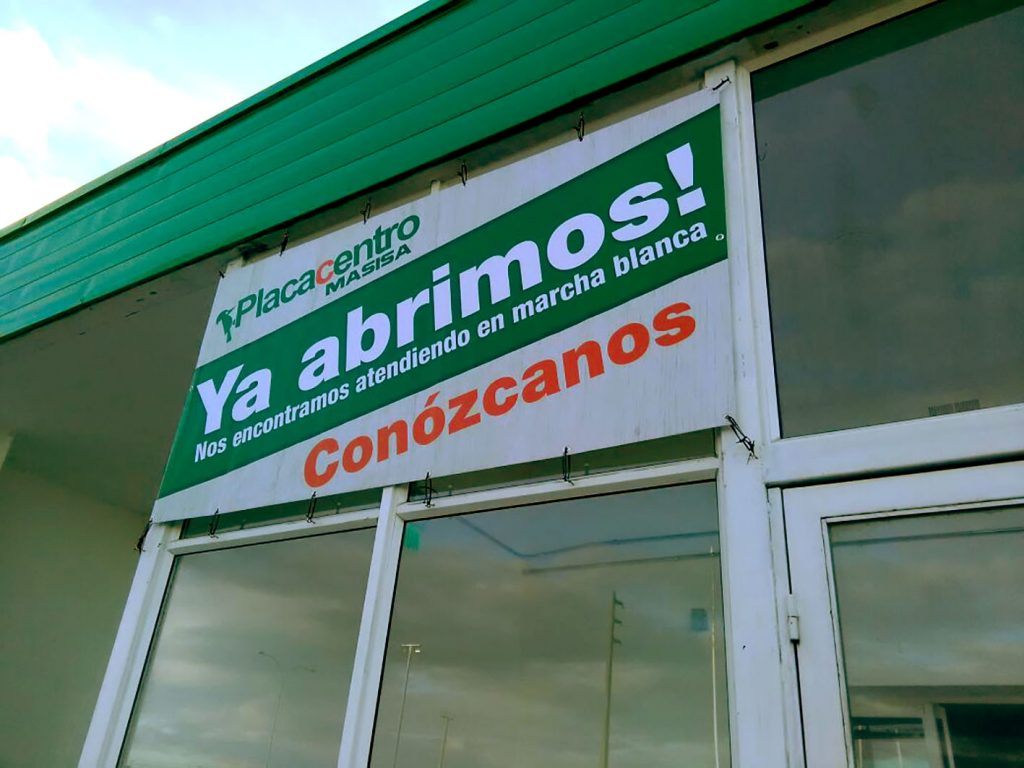 Placacentro
MASISA
Ya abrimos!
Nos encontramos atendiendo en marcha blanca
Conózcanos